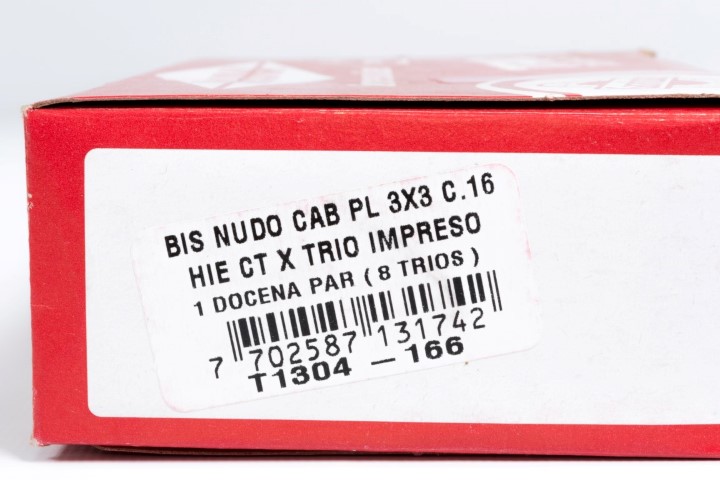 BIS NUDO CAB PL 3X3 C.16
HIE CT X TRIO IMPRESO
1 DOCENA PAR ( 8 TRIOS )
7 702587 131742
T1304 - 166